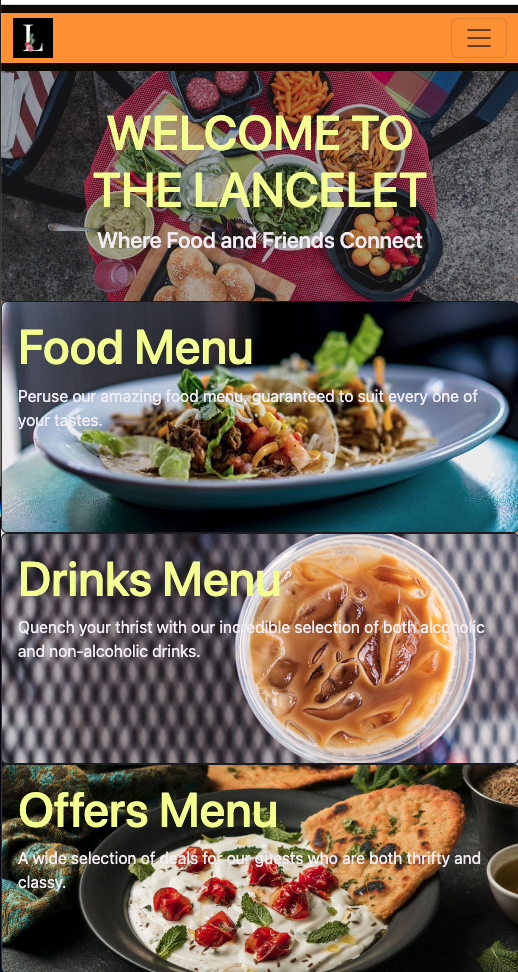 L
WELCOME TO
THE LANCELET
Where Food and Friends Connect
Food Menu
Peruse our amazing food menu, guaranteed to suit every one of
your tastes.
Drinks Menu
Quench your thrist with our incredible selection of both alcoholic
and non-alcoholic drinks.
Offers Menu
A wide selection of deals for our guests who are both thrifty and
classy.